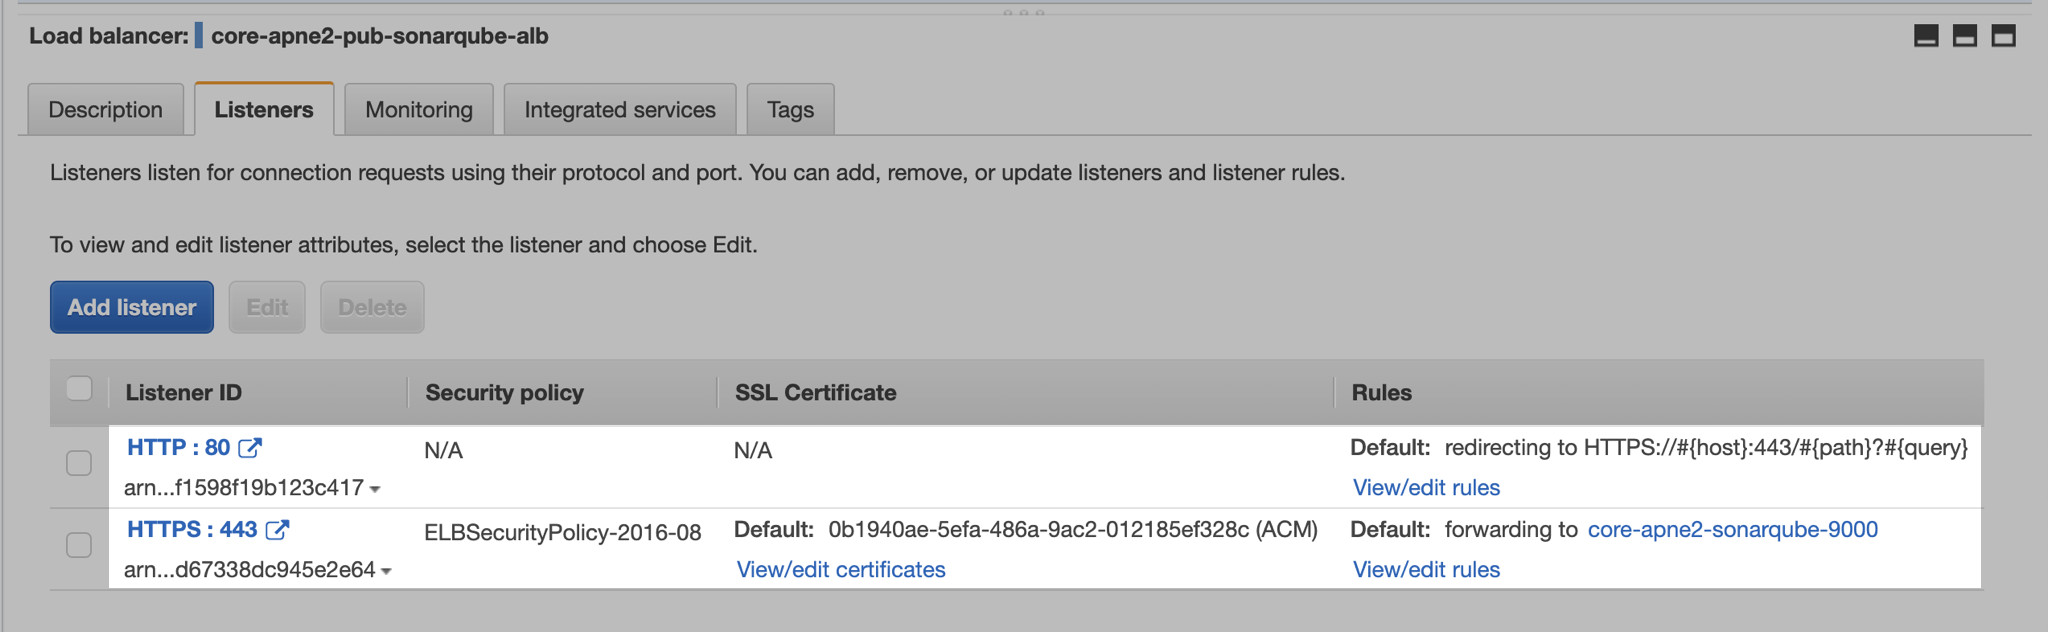 Load balancer: core-apne2-pub-sonarqube-alb
Description Listeners Monitoring Integrated services Tags
Listeners listen for connection requests using their protocol and port. You can add, remove, or update listeners and listener rules.
To view and edit listener attributes, select the listener and choose Edit.
Add listener Edit Delete
Listener ID Security policy SSL Certificate Rules
HTTP : 80 N/A N/A Default: redirecting to HTTPS://#{host}:443/#{path}?#{query}
arn...f1598f19b123c417 View/edit rules
HTTPS : 443 ELBSecurityPolicy-2016-08 Default: 0b1940ae-5efa-486a-9ac2-012185ef328c (ACM) Default: forwarding to core-apne2-sonarqube-9000
arn...d67338dc945e2e64 View/edit certificates View/edit rules